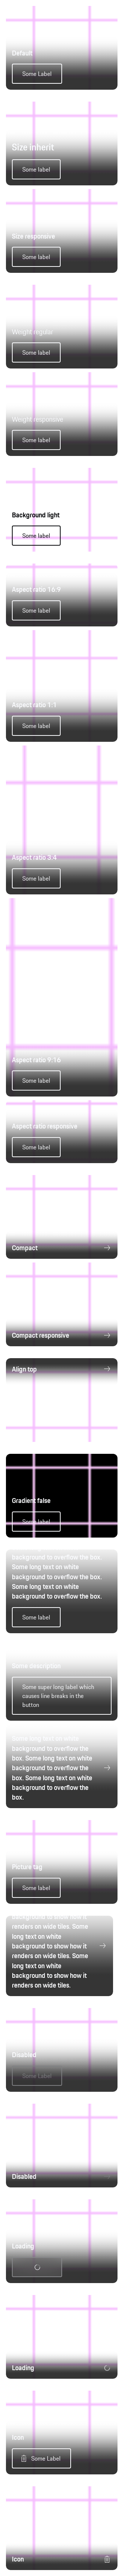 Default
Some Label
Size inherit
Some label
Size responsive
Some label
Weight regular
Some label
Weight responsive
Some label
Background light
Some label
Aspect ratio 16:9
Some label
Aspect ratio 1:1
Some label
Aspect ratio 3:4
Some label
Aspect ratio 9:16
Some label
Aspect ratio responsive
Some label
Compact
Compact responsive
Align top
Gradient false
Some label
background to overflow the box.
Some long text on white
background to overflow the box.
Some long text on white
background to overflow the box.
Some label
Some description
Some super long label which
causes line breaks in the
button
Some long text on white
background to overflow the
box. Some long text on white
background to overflow the
box. Some long text on white
background to overflow the
box.
Picture tag
Some label
background to show how it
renders on wide tiles. Some
long text on white
background to show how it
renders on wide tiles. Some
long text on white
background to show how it
renders on wide tiles.
Disabled
Some Label
Disabled
Loading
Loading
Icon
Some Label
Icon